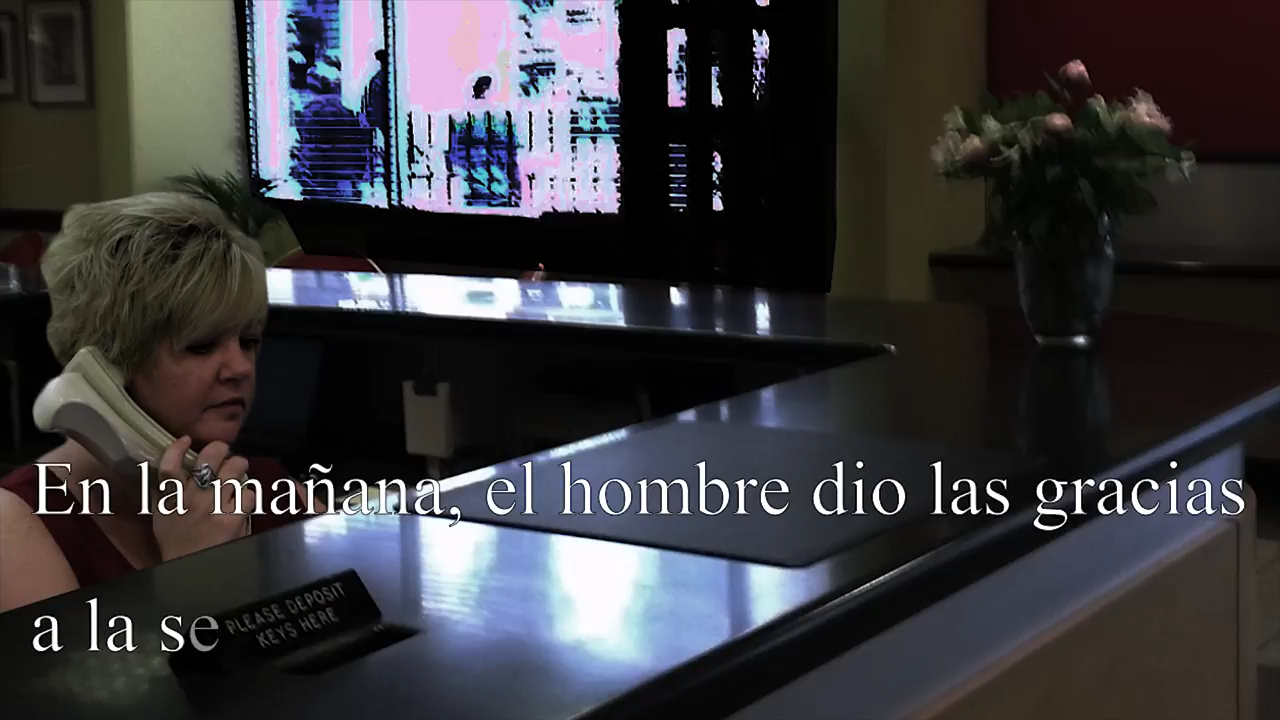 En la mañana, el hombre dio las gracias
a la se
PLEASE DEPOSIT
KEYS HERE